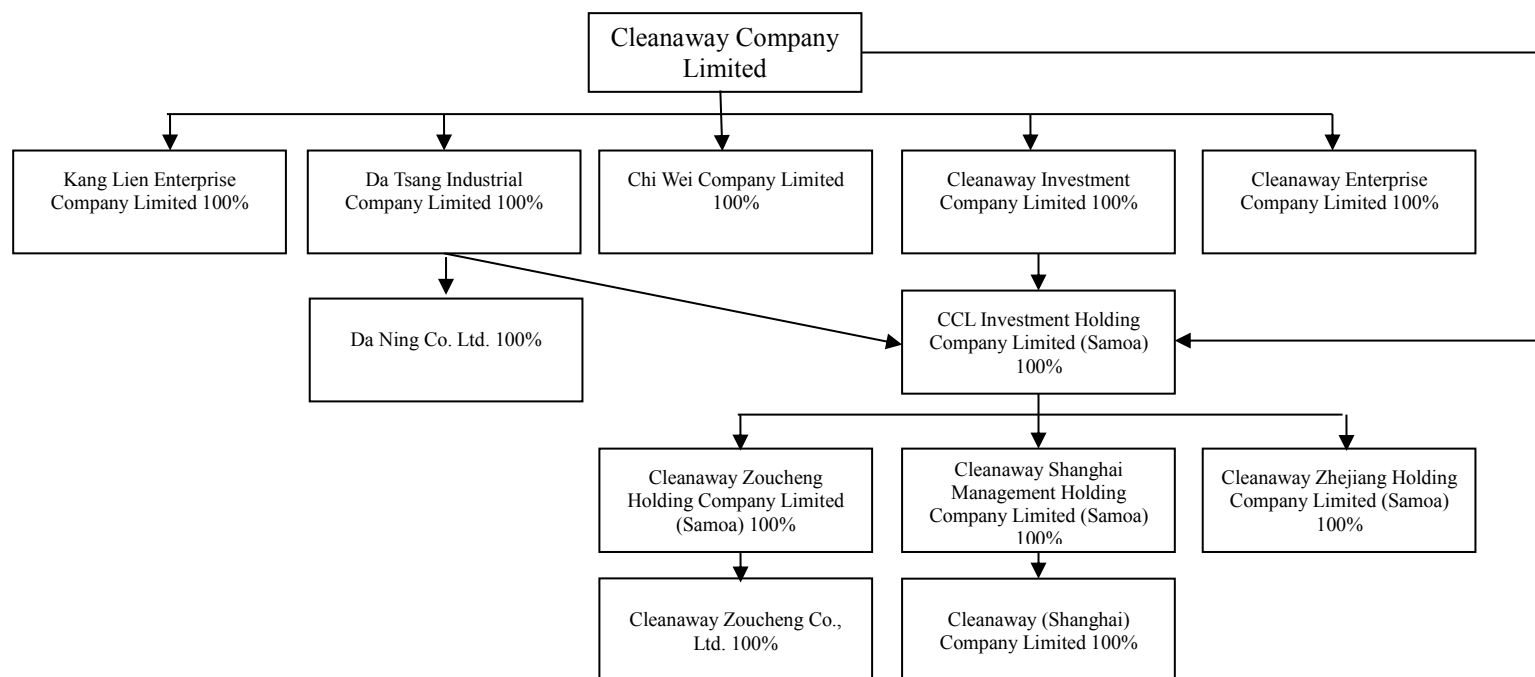 Cleanaway Company
Limited
Kang Lien Enterprise
Company Limited 100%
Da Tsang Industrial
Company Limited 100%
Chi Wei Company Limited
100%
Cleanaway Investment
Company Limited 100%
Cleanaway Enterprise
Company Limited 100%
Da Ning Co. Ltd. 100%
CCL Investment Holding
Company Limited (Samoa)
100%
Cleanaway Zoucheng
Holding Company Limited
(Samoa) 100%
Cleanaway Shanghai
Management Holding
Company Limited (Samoa)
100%
Cleanaway Zhejiang Holding
Company Limited (Samoa)
100%
Cleanaway Zoucheng Co.,
Ltd. 100%
Cleanaway (Shanghai)
Company Limited 100%